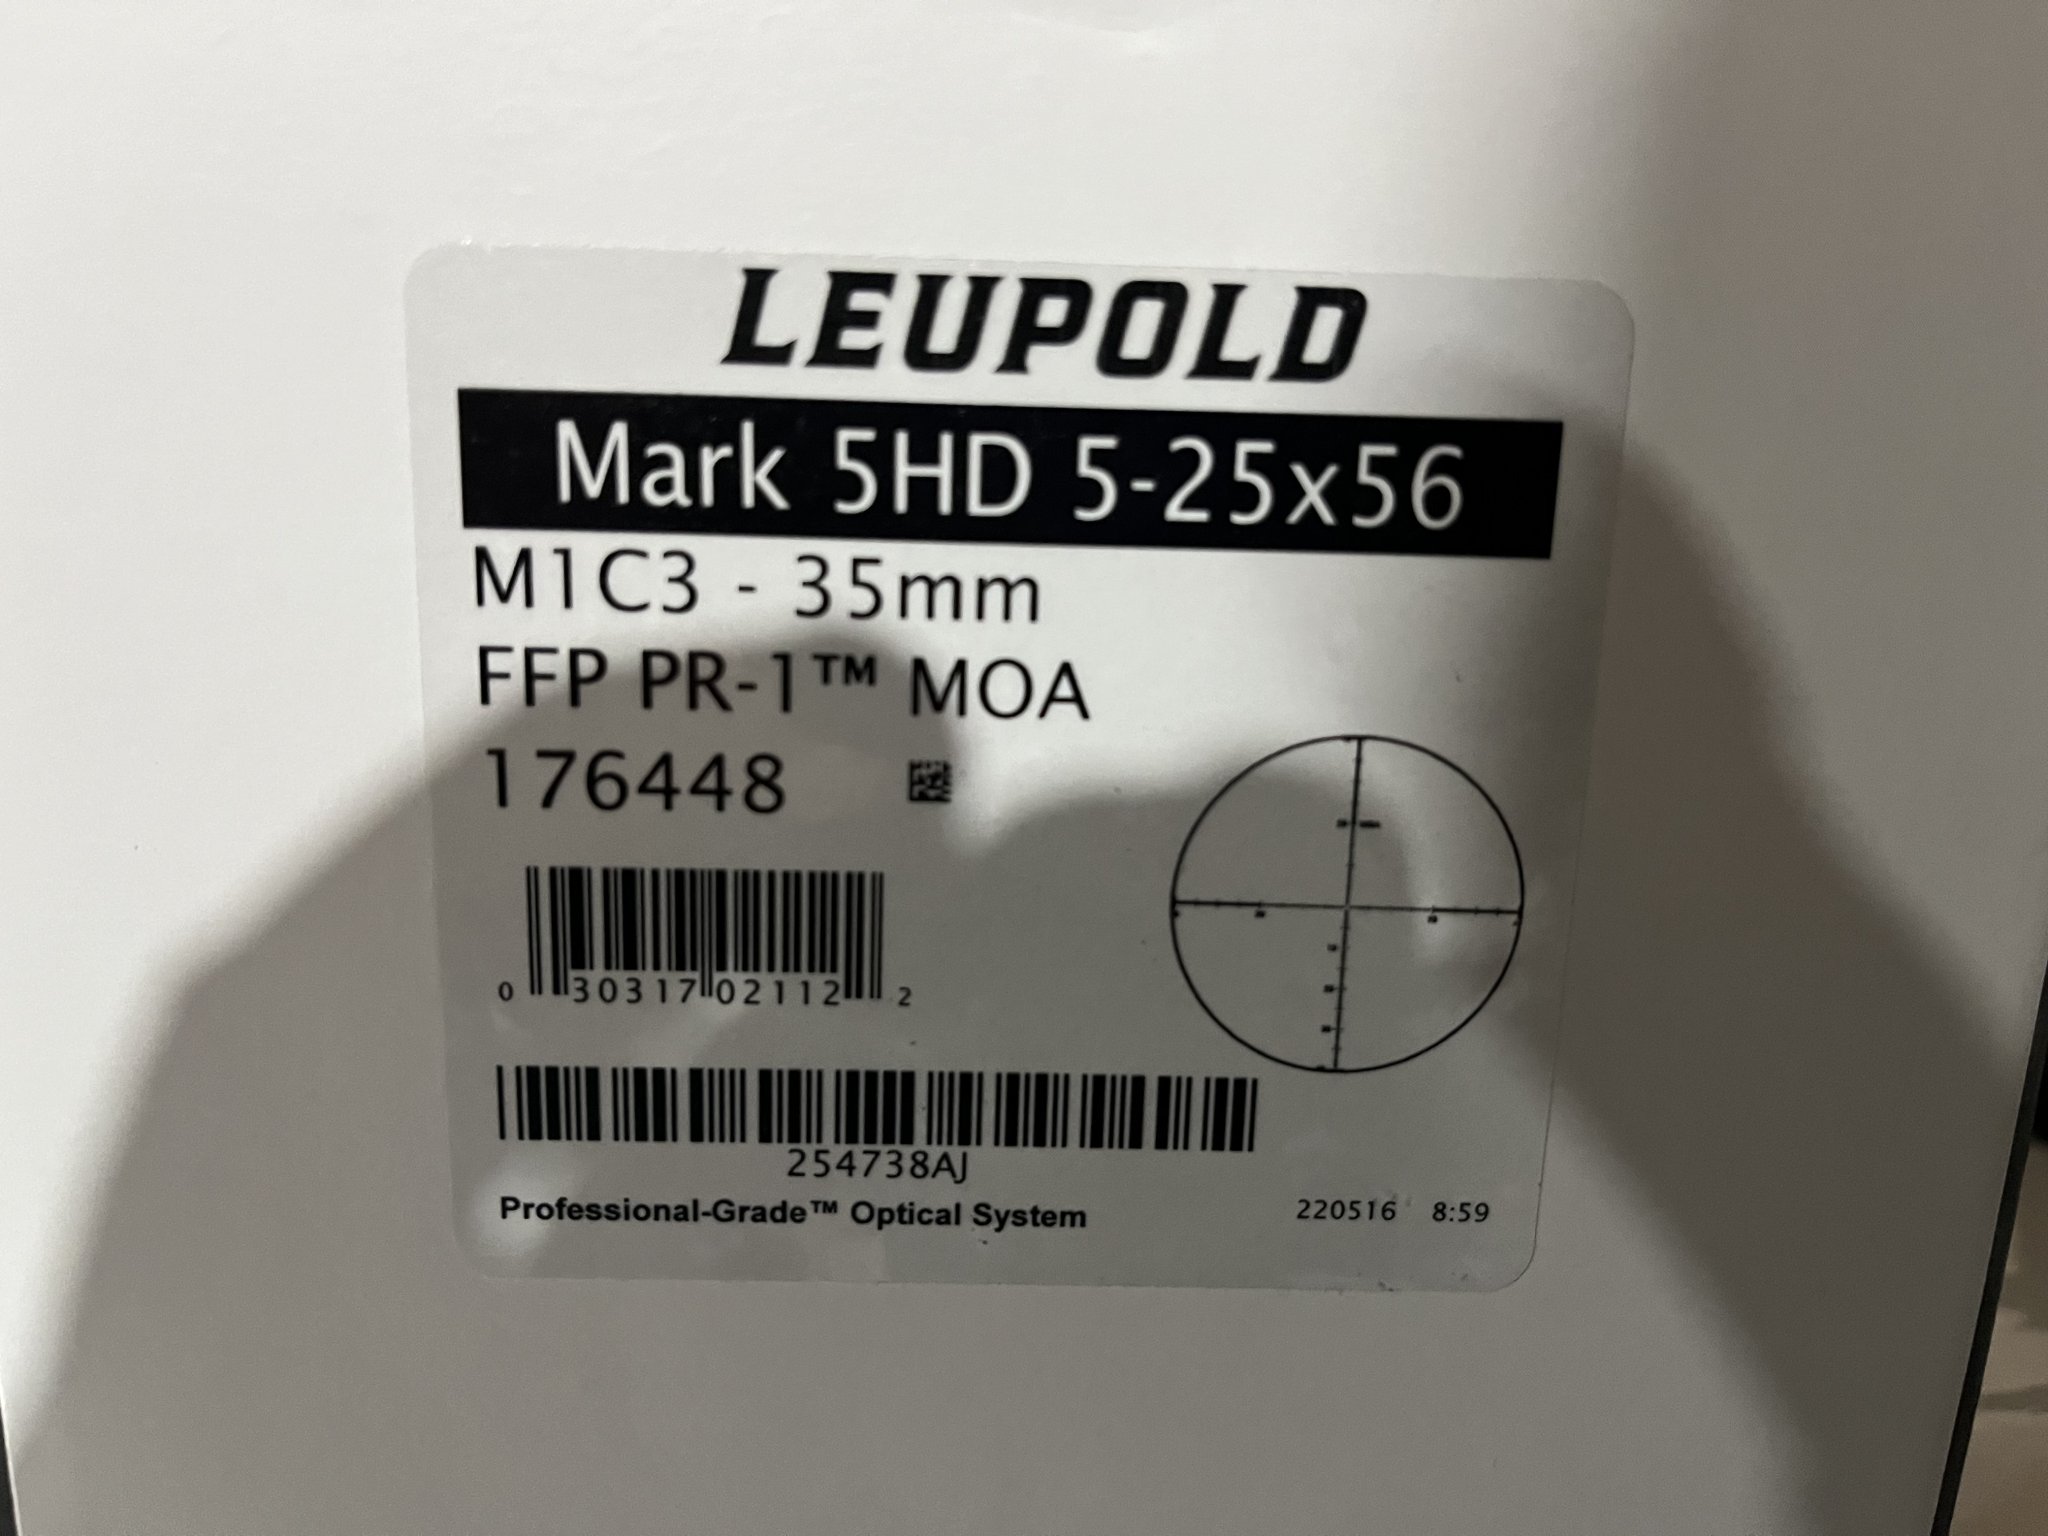 LEUPOLD
Mark 5HD 5-25x56
M1C3 - 35mm
FFP PR-1™ MOA
176448
0 30317 02112 2
254738AJ
Professional-Grade™ Optical System 220516 8:59